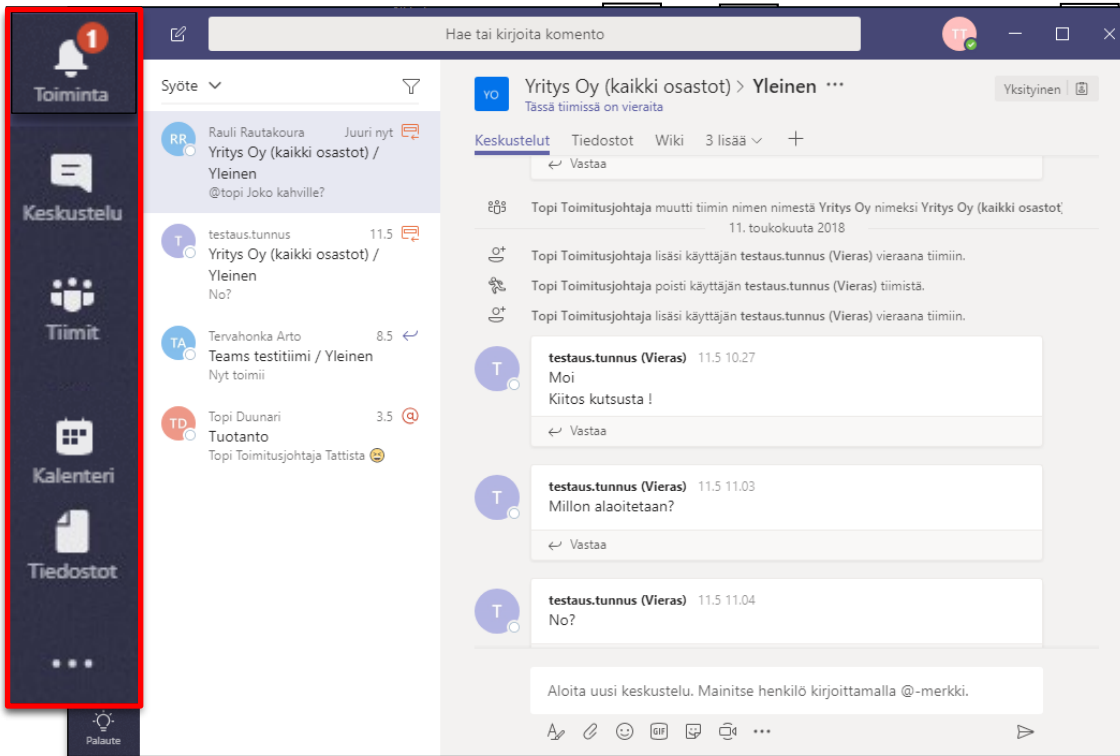 1
Toiminta
Keskustelu
Tiimit
Kalenteri
Tiedostot
Palaute
Hae tai kirjoita komento
TT
Syöte
RR
Rauli Rautakoura Juuri nyt
Yritys Oy (kaikki osastot) /
Yleinen
@topi Joko kahville?
T
testaus.tunnus 11.5
Yritys Oy (kaikki osastot) /
Yleinen
No?
TA
Tervahonka Arto 8.5
Teams testitiimi / Yleinen
Nyt toimii
TD
Topi Duunari 3.5 @
Tuotanto
Topi Toimitusjohtaja Tattista
YO
Yritys Oy (kaikki osastot) > Yleinen ···
Tässä tiimissä on vieraita
Yksityinen
Keskustelut Tiedostot Wiki 3 lisää +
Vastaa
Topi Toimitusjohtaja muutti tiimin nimen nimestä Yritys Oy nimeksi Yritys Oy (kaikki osastot
11. toukokuuta 2018
Topi Toimitusjohtaja lisäsi käyttäjän testaus.tunnus (Vieras) vieraana tiimiin.
Topi Toimitusjohtaja poisti käyttäjän testaus.tunnus (Vieras) tiimistä.
Topi Toimitusjohtaja lisäsi käyttäjän testaus.tunnus (Vieras) vieraana tiimiin.
T
testaus.tunnus (Vieras) 11.5 10.27
Moi
Kiitos kutsusta !
Vastaa
T
testaus.tunnus (Vieras) 11.5 11.03
Millon alaoitetaan?
Vastaa
T
testaus.tunnus (Vieras) 11.5 11.04
No?
Aloita uusi keskustelu. Mainitse henkilö kirjoittamalla @-merkki.
GIF